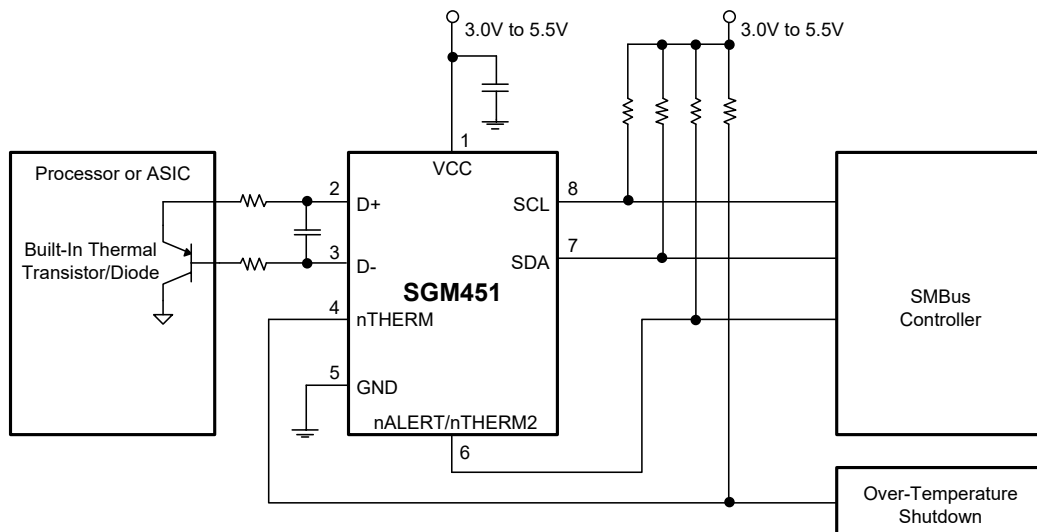 3.0V to 5.5V
3.0V to 5.5V
1
VCC
Processor or ASIC
Built-In Thermal
Transistor/Diode
2
D+
3
D-
SGM451
4
nTHERM
5
GND
nALERT/nTHERM2
6
SCL
8
SDA
7
SMBus
Controller
Over-Temperature
Shutdown